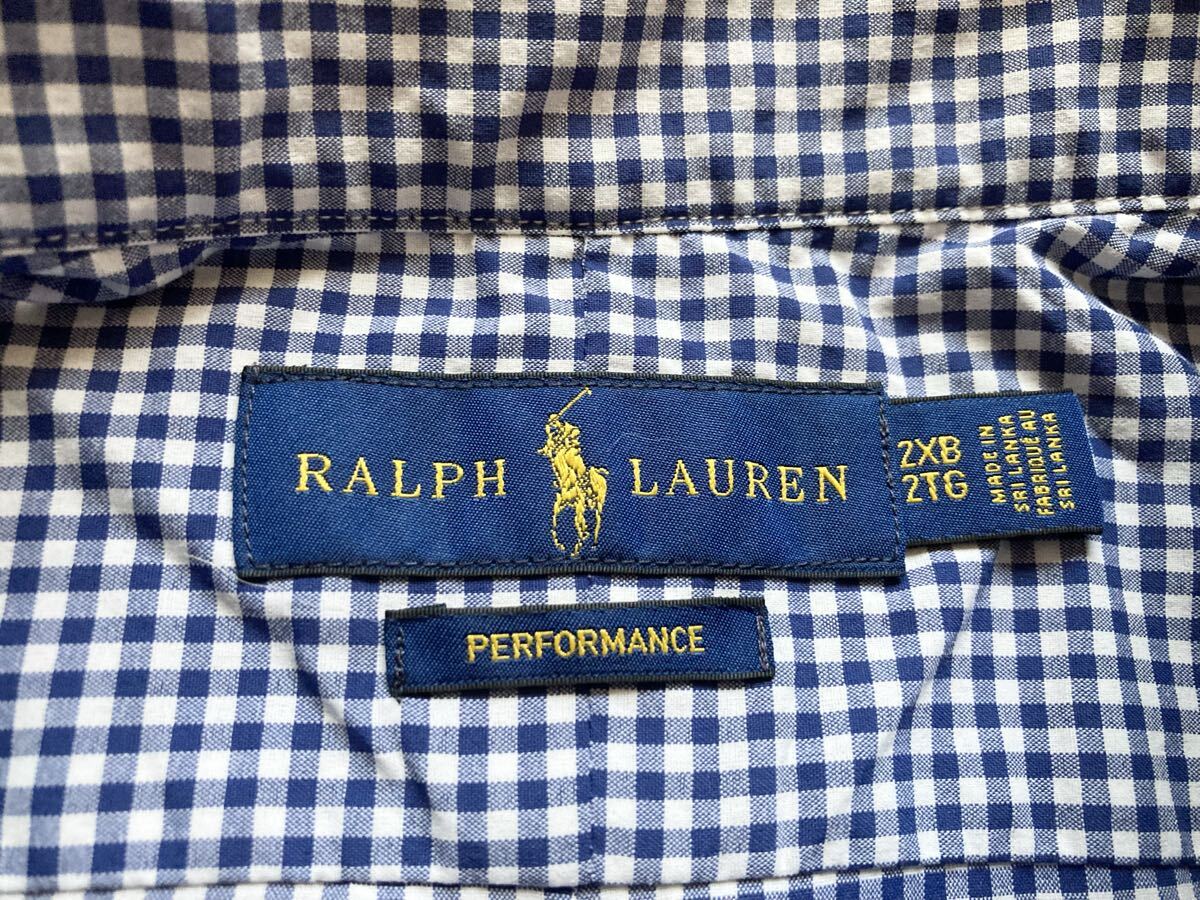 RALPH LAUREN
2XB
2TG
MADE IN
SRI LANKA
FABRIQUÉ AU
SRI LANKA
PERFORMANCE